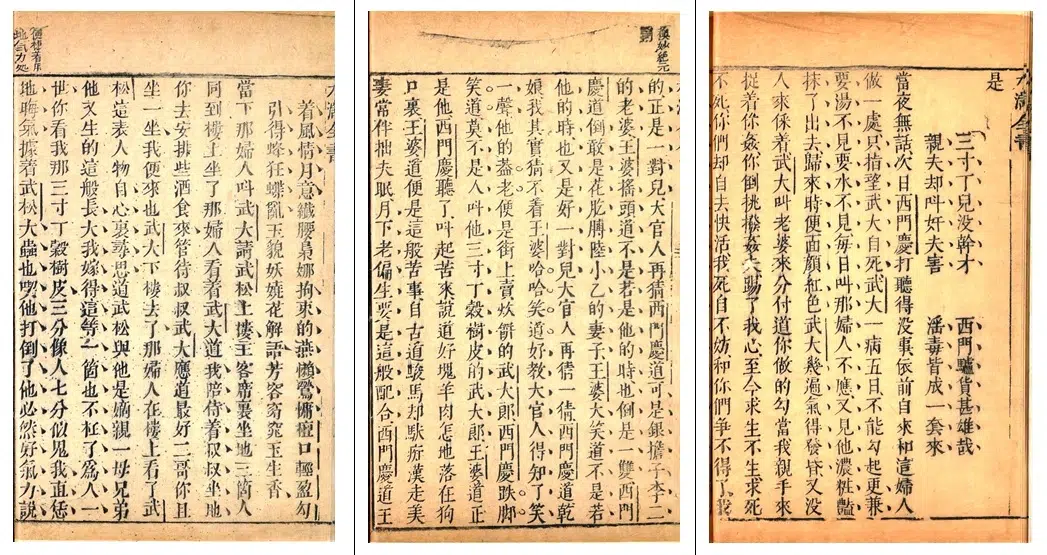 水滸全書
着風情月意纖腰裊娜拘束的燕懶鶯慵檀口輕盈勾
引得蜂狂蝶亂玉貌妖嬈花解語芳容窈窕玉生香
當下那婦人叫武大請武松上樓主客席裏坐地三箇人
同到樓上坐了那婦人看着武大道我陪侍着叔叔坐地
你去安排些酒食來管待叔叔武大應道最好二哥你且
坐一坐我便來也武大下樓去了那婦人在樓上看了武
松這表人物自心裏尋思道武松與他是嫡親一母兄弟
他又生的這般長大我嫁得這等一箇也不枉了爲人一
世你看我那三寸丁穀樹皮三分像人七分似鬼我直恁
地晦氣據着武松大蟲也喫他打倒了他必然好氣力說
的正是一對兒大官人再猜西門慶道可是銀擔子李二
的老婆王婆搖頭道不是若是他的時也倒是一雙西門
慶道倒敢是花胳膊陸小乙的妻子王婆大笑道不是若
他的時也又是好一對兒大官人再猜一猜西門慶道乾
娘我其實猜不着王婆哈哈笑道好教大官人得知了笑
一聲他的蓋老便是街上賣炊餅的武大郎西門慶跌脚
笑道莫不是人叫他三寸丁穀樹皮的武大郎王婆道正
是他西門慶聽了叫起苦來說道好塊羊肉怎地落在狗
口裏王婆道便是這般苦事自古道駿馬却馱癡漢走美
妻常伴拙夫眠月下老偏生要是這般配合西門慶道王
水滸全書
是
三寸丁兒沒幹才　西門驢貨甚雄哉
親夫却叫奸夫害　淫毒皆成一套來
當夜無話次日西門慶打聽得沒事依前自來和這婦人
做一處只指望武大自死武大一病五日不能勾起更兼
要湯不見要水不見每日叫那婦人不應又見他濃粧艷
抹了出去歸來時便面顏紅色武大幾遍氣得發昏又沒
人來倸着武大叫老婆來分付道你做的勾當我親手來
捉着你姦你倒挑撥姦夫踢了我心至今求生不生求死
不死你們却自去快活我死自不妨和你們爭不得了我